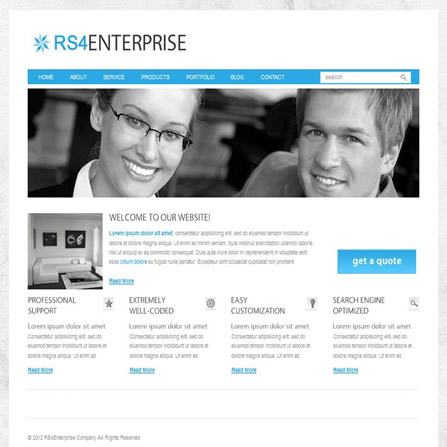 RS4ENTERPRISE
HOME ABOUT SERVICE PRODUCTS PORTFOLIO BLOG CONTACT search
WELCOME TO OUR WEBSITE!
Lorem ipsum dolor sit amet, consectetur adipisicing elit, sed do eiusmod tempor incididunt ut
labore et dolore magna aliqua. Ut enim ad minim veniam, quis nostrud exercitation ullamco laboris
ut aliquip ex ea commodo consequat. Duis aute irure dolor in reprehenderit in voluptate velit
esse cillum dolore eu fugiat nulla pariatur. Excepteur sint occaecat cupidatat non proident
Read More
get a quote
PROFESSIONAL
SUPPORT
Lorem ipsum dolor sit amet
Consectetur adipisicing elit, sed do
eiusmod tempor incididunt ut labore et
dolore magna aliqua. Ut enim ad
Read More
EXTREMELY
WELL-CODED
Lorem ipsum dolor sit amet
Consectetur adipisicing elit, sed do
eiusmod tempor incididunt ut labore et
dolore magna aliqua. Ut enim ad
Read More
EASY
CUSTOMIZATION
Lorem ipsum dolor sit amet
Consectetur adipisicing elit, sed do
eiusmod tempor incididunt ut labore et
dolore magna aliqua. Ut enim ad
Read More
SEARCH ENGINE
OPTIMIZED
Lorem ipsum dolor sit amet
Consectetur adipisicing elit, sed do
eiusmod tempor incididunt ut labore et
dolore magna aliqua. Ut enim ad
Read More
© 2012 RS4Enterprise Company. All Rights Reserved